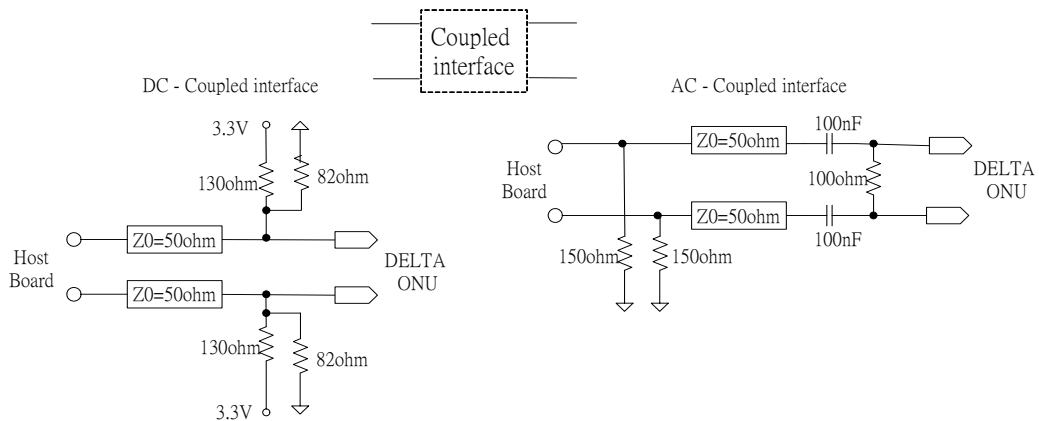 Coupled
interface
DC - Coupled interface
3.3V
130ohm
82ohm
Z0=50ohm
Host
Board
Z0=50ohm
DELTA
ONU
130ohm
82ohm
3.3V
AC - Coupled interface
100nF
Z0=50ohm
Host
Board
100ohm
DELTA
ONU
Z0=50ohm
100nF
150ohm
150ohm